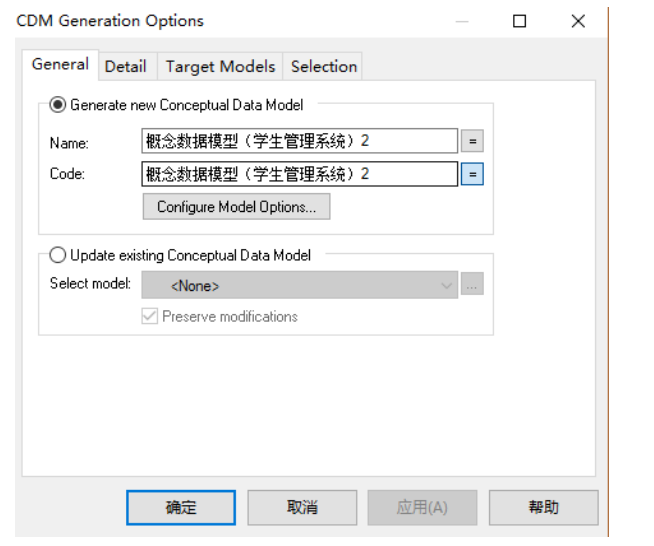 CDM Generation Options
General Detail Target Models Selection
Generate new Conceptual Data Model
Name: 概念数据模型（学生管理系统）2 =
Code: 概念数据模型（学生管理系统）2 =
Configure Model Options...
Update existing Conceptual Data Model
Select model: <None> ...
Preserve modifications
确定 取消 应用(A) 帮助